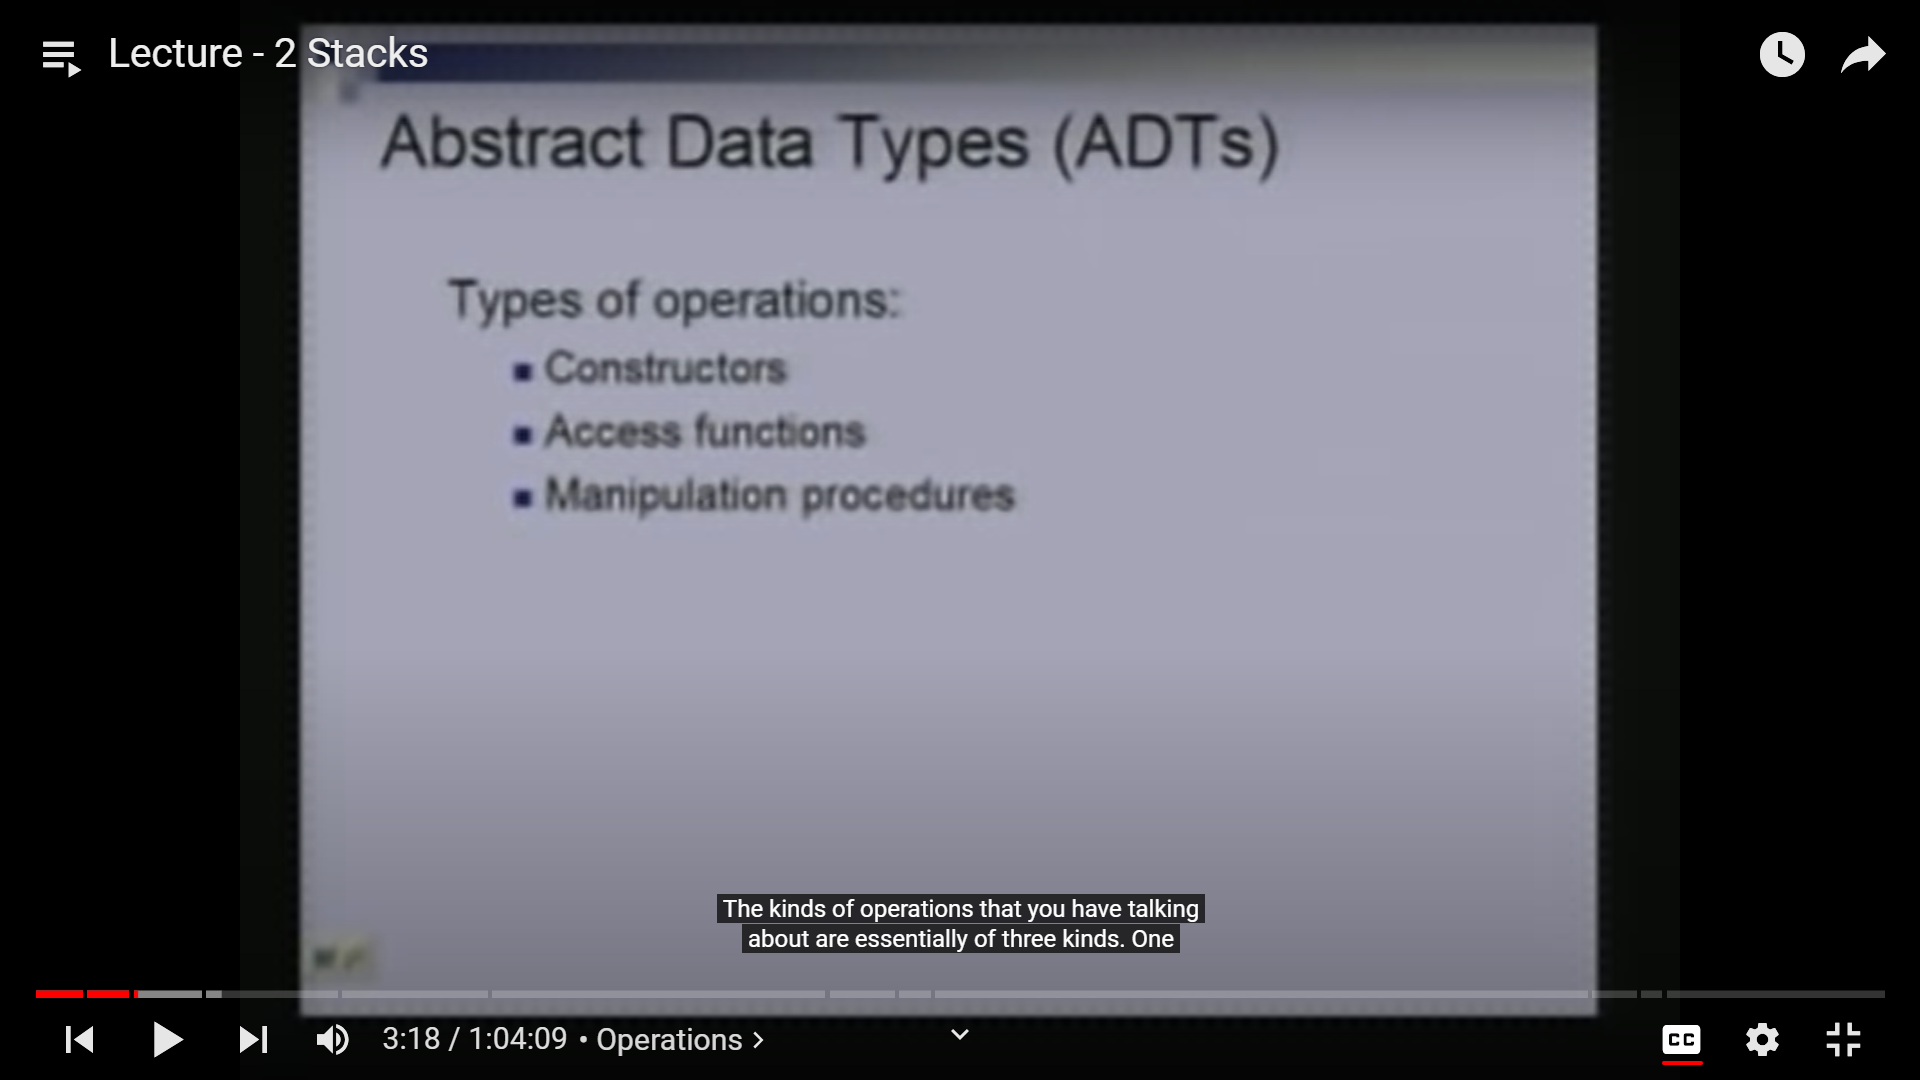 Lecture - 2 Stacks
Abstract Data Types (ADTs)
Types of operations:
Constructors
Access functions
Manipulation procedures
The kinds of operations that you have talking
about are essentially of three kinds. One
3:18 / 1:04:09 • Operations >
CC